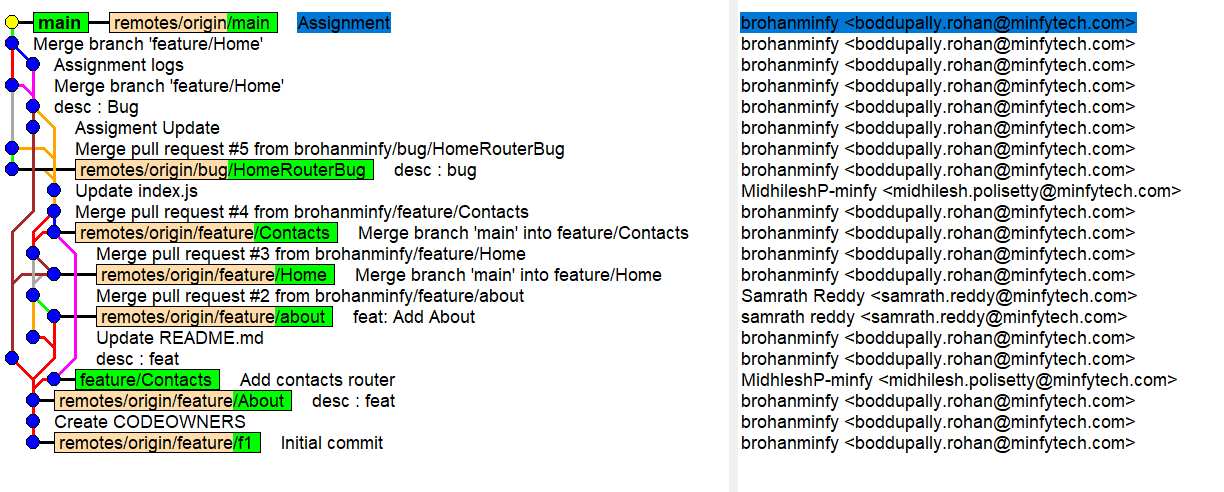 main remotes/origin/main Assignment brohanminfy <boddupally.rohan@minfytech.com>
Merge branch 'feature/Home' brohanminfy <boddupally.rohan@minfytech.com>
Assignment logs brohanminfy <boddupally.rohan@minfytech.com>
Merge branch 'feature/Home' brohanminfy <boddupally.rohan@minfytech.com>
desc : Bug brohanminfy <boddupally.rohan@minfytech.com>
Assigment Update brohanminfy <boddupally.rohan@minfytech.com>
Merge pull request #5 from brohanminfy/bug/HomeRouterBug brohanminfy <boddupally.rohan@minfytech.com>
remotes/origin/bug/HomeRouterBug desc : bug brohanminfy <boddupally.rohan@minfytech.com>
Update index.js MidhileshP-minfy <midhilesh.polisetty@minfytech.com>
Merge pull request #4 from brohanminfy/feature/Contacts brohanminfy <boddupally.rohan@minfytech.com>
remotes/origin/feature/Contacts Merge branch 'main' into feature/Contacts brohanminfy <boddupally.rohan@minfytech.com>
Merge pull request #3 from brohanminfy/feature/Home brohanminfy <boddupally.rohan@minfytech.com>
remotes/origin/feature/Home Merge branch 'main' into feature/Home brohanminfy <boddupally.rohan@minfytech.com>
Merge pull request #2 from brohanminfy/feature/about Samrath Reddy <samrath.reddy@minfytech.com>
remotes/origin/feature/about feat: Add About samrath reddy <samrath.reddy@minfytech.com>
Update README.md brohanminfy <boddupally.rohan@minfytech.com>
desc : feat brohanminfy <boddupally.rohan@minfytech.com>
feature/Contacts Add contacts router MidhleshP-minfy <midhilesh.polisetty@minfytech.com>
remotes/origin/feature/About desc : feat brohanminfy <boddupally.rohan@minfytech.com>
Create CODEOWNERS brohanminfy <boddupally.rohan@minfytech.com>
remotes/origin/feature/f1 Initial commit brohanminfy <boddupally.rohan@minfytech.com>